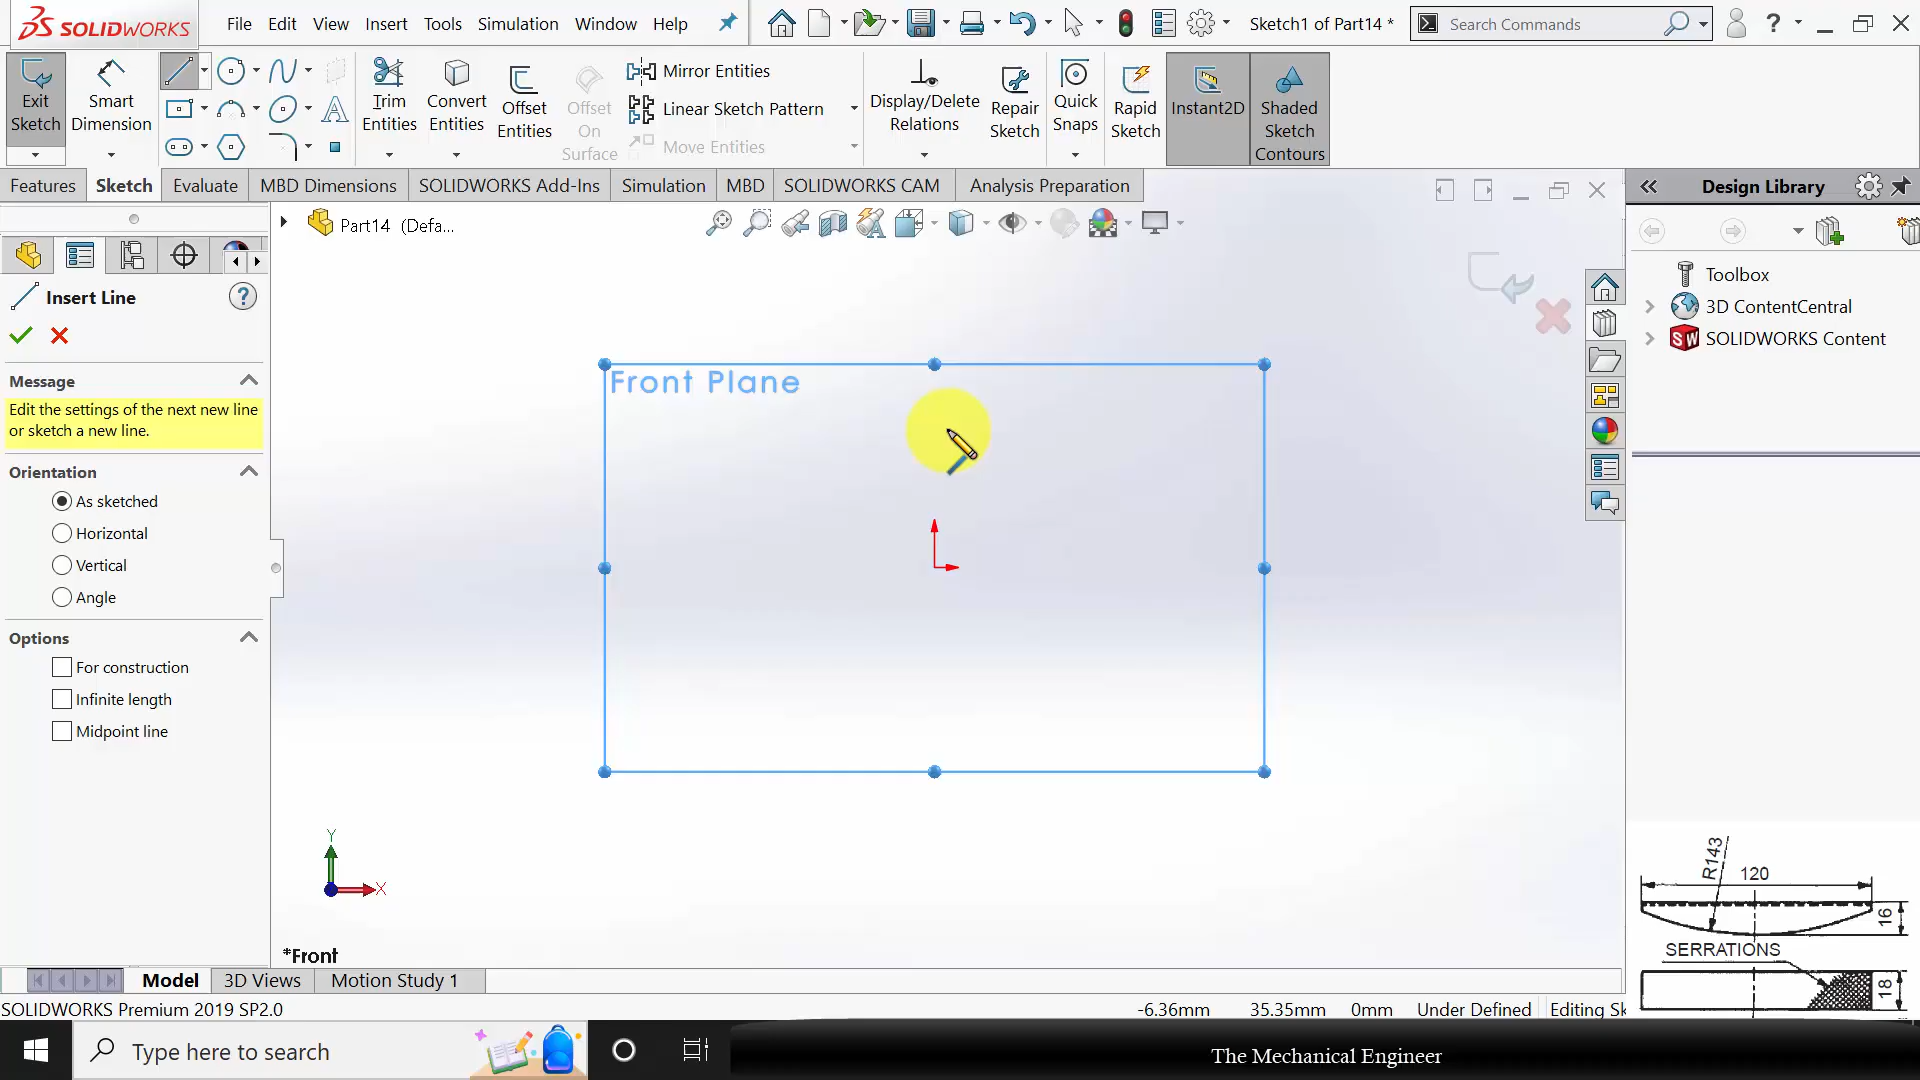 SOLIDWORKS File Edit View Insert Tools Simulation Window Help Sketch1 of Part14 * Search Commands ?
Exit Sketch
Smart Dimension
Trim Entities
Convert Entities
Offset Entities
Offset On Surface
Mirror Entities
Linear Sketch Pattern
Move Entities
Display/Delete Relations
Repair Sketch
Quick Snaps
Rapid Sketch
Instant2D
Shaded Sketch Contours
Features Sketch Evaluate MBD Dimensions SOLIDWORKS Add-Ins Simulation MBD SOLIDWORKS CAM Analysis Preparation
Part14 (Defa...
Insert Line
?
Message
Edit the settings of the next new line
or sketch a new line.
Orientation
As sketched
Horizontal
Vertical
Angle
Options
For construction
Infinite length
Midpoint line
Front Plane
Y
X
*Front
Design Library
Toolbox
3D ContentCentral
SOLIDWORKS Content
R143
120
16
SERRATIONS
18
Model 3D Views Motion Study 1
SOLIDWORKS Premium 2019 SP2.0 -6.36mm 35.35mm 0mm Under Defined Editing Sk
Type here to search
The Mechanical Engineer